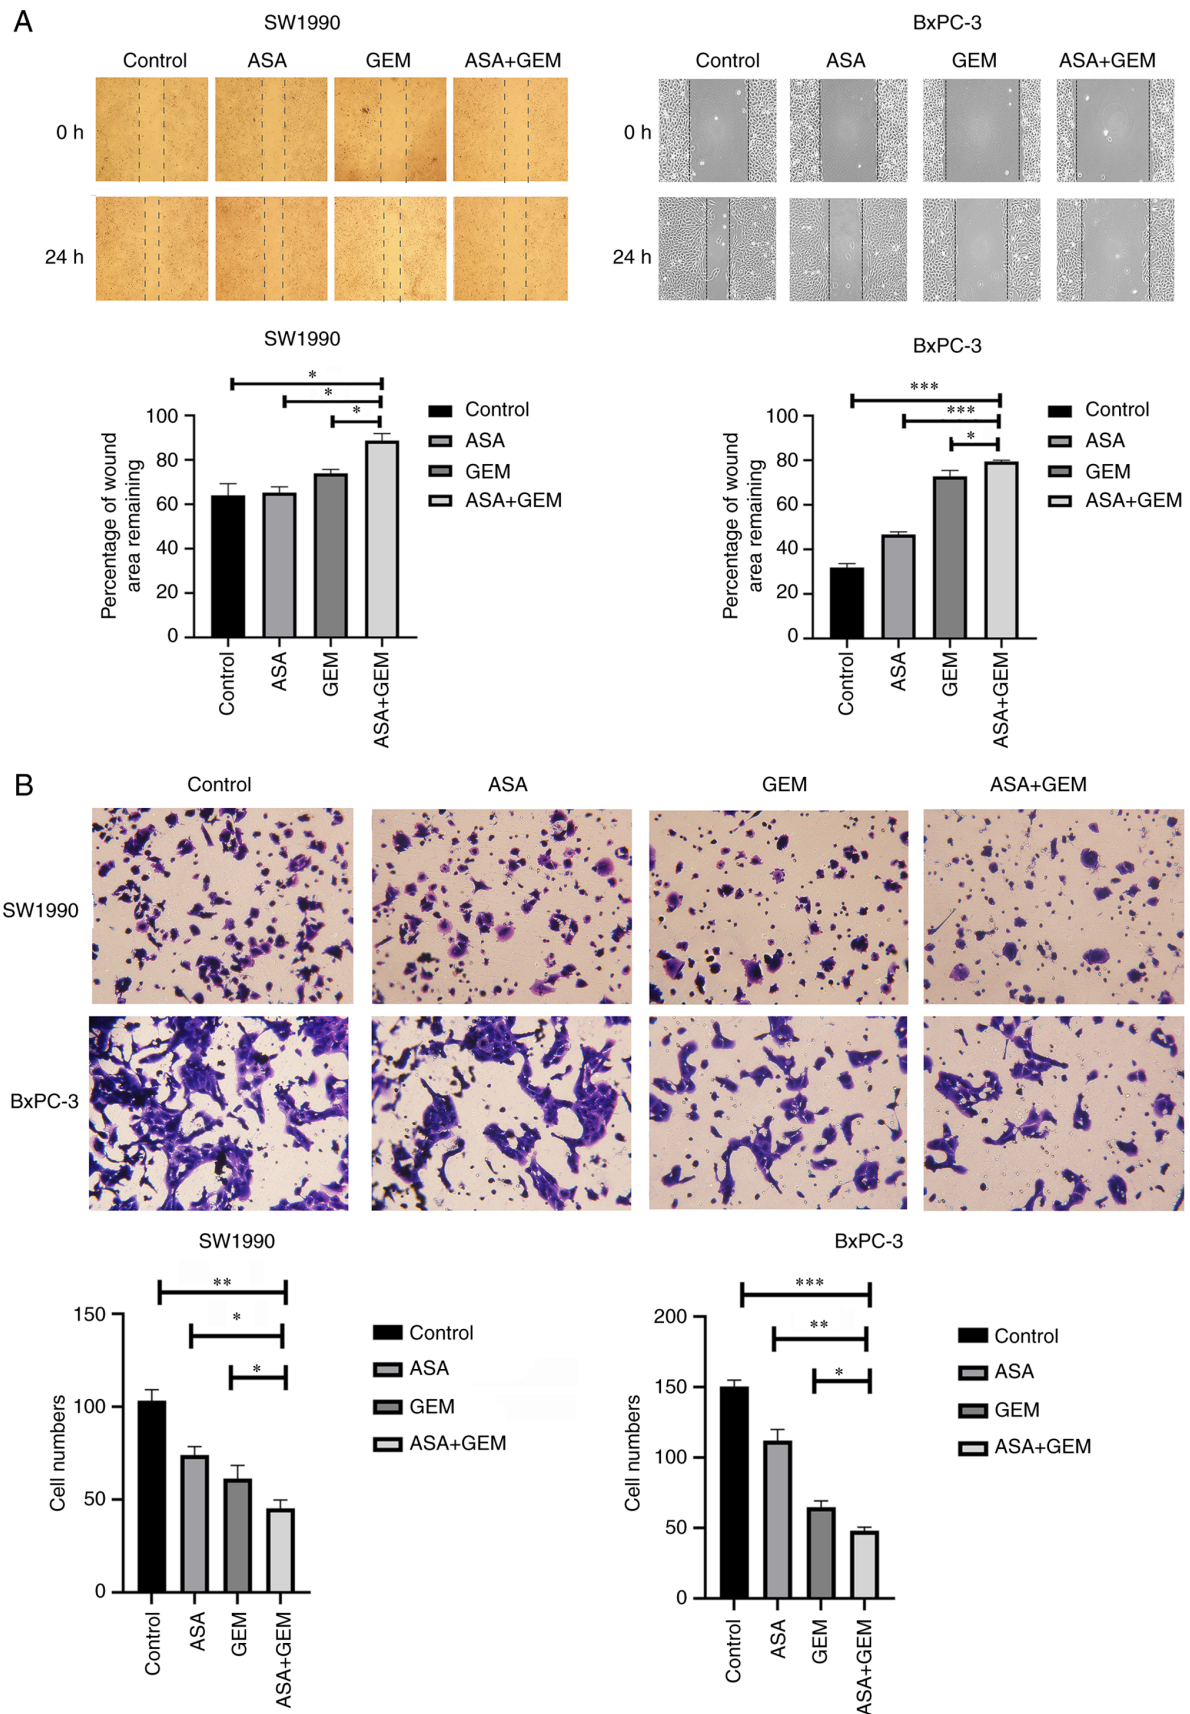 A
SW1990
BxPC-3
Control ASA GEM ASA+GEM
Control ASA GEM ASA+GEM
0 h
0 h
24 h
24 h
SW1990
*
*
*
Percentage of wound
area remaining
100
80
60
40
20
0
Control
ASA
GEM
ASA+GEM
Control
ASA
GEM
ASA+GEM
BxPC-3
***
***
*
Percentage of wound
area remaining
100
80
60
40
20
0
Control
ASA
GEM
ASA+GEM
Control
ASA
GEM
ASA+GEM
B
Control ASA GEM ASA+GEM
SW1990
BxPC-3
SW1990
**
*
*
Cell numbers
150
100
50
0
Control
ASA
GEM
ASA+GEM
Control
ASA
GEM
ASA+GEM
BxPC-3
***
**
*
Cell numbers
200
150
100
50
0
Control
ASA
GEM
ASA+GEM
Control
ASA
GEM
ASA+GEM